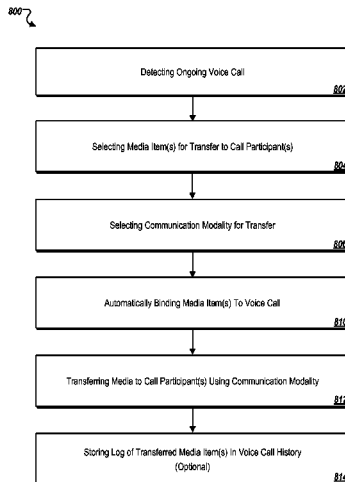 800
Detecting Ongoing Voice Call
802
Selecting Media Item(s) for Transfer to Call Participant(s)
804
Selecting Communication Modality for Transfer
806
Automatically Binding Media Item(s) To Voice Call
810
Transferring Media to Call Participant(s) Using Communication Modality
812
Storing Log of Transferred Media Item(s) In Voice Call History
(Optional)
814